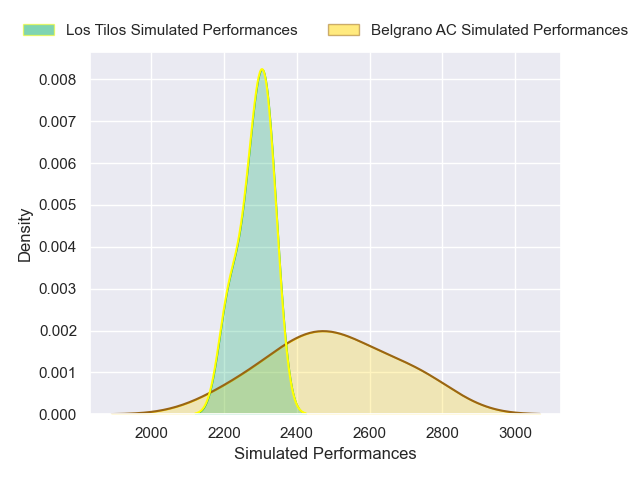 Los Tilos Simulated Performances Belgrano AC Simulated Performances
0.008
0.007
0.006
0.005
0.004
0.003
0.002
0.001
0.000
Density
2000 2200 2400 2600 2800 3000
Simulated Performances